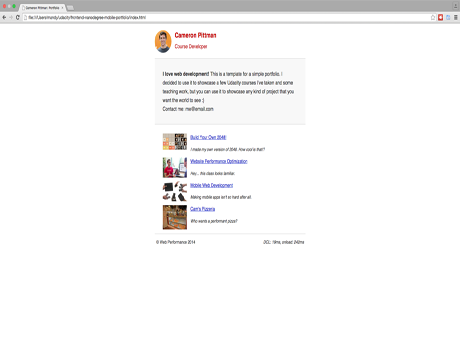 Cameron Pittman: Portfolio
file:///Users/mandy/udacity/frontend-nanodegree-mobile-portfolio/index.html
Cameron Pittman
Course Developer
I love web development! This is a template for a simple portfolio. I
decided to use it to showcase a few Udacity courses I've taken and some
teaching work, but you can use it to showcase any kind of project that you
want the world to see :)
Contact me: me@email.com
Build Your Own 2048!
I made my own version of 2048. How cool is that!?
Website Performance Optimization
Hey... this class looks familiar.
Mobile Web Development
Making mobile apps isn't so hard after all.
Cam's Pizzeria
Who wants a performant pizza?
© Web Performance 2014
DCL: 18ms, onload: 242ms